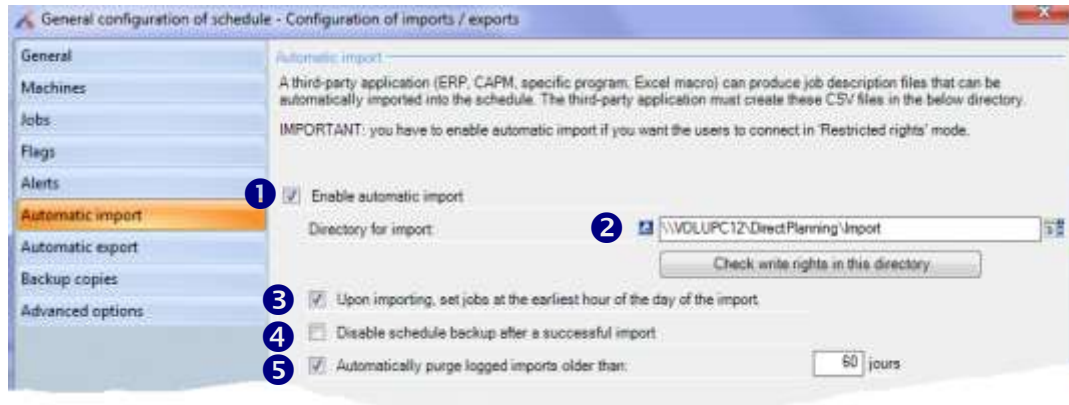 General configuration of schedule - Configuration of imports / exports
General
Machines
Jobs
Flags
Alerts
Automatic import
Automatic export
Backup copies
Advanced options
Automatic import
A third-party application (ERP, CAPM, specific program, Excel macro) can produce job description files that can be
automatically imported into the schedule. The third-party application must create these CSV files in the below directory.
IMPORTANT: you have to enable automatic import if you want the users to connect in 'Restricted rights' mode.
1 Enable automatic import
Directory for import: 2 \\VOLUPC12\DirectPlanning\Import
Check write rights in this directory
3 Upon importing, set jobs at the earliest hour of the day of the import
4 Disable schedule backup after a successful import
5 Automatically purge logged imports older than: 60 jours